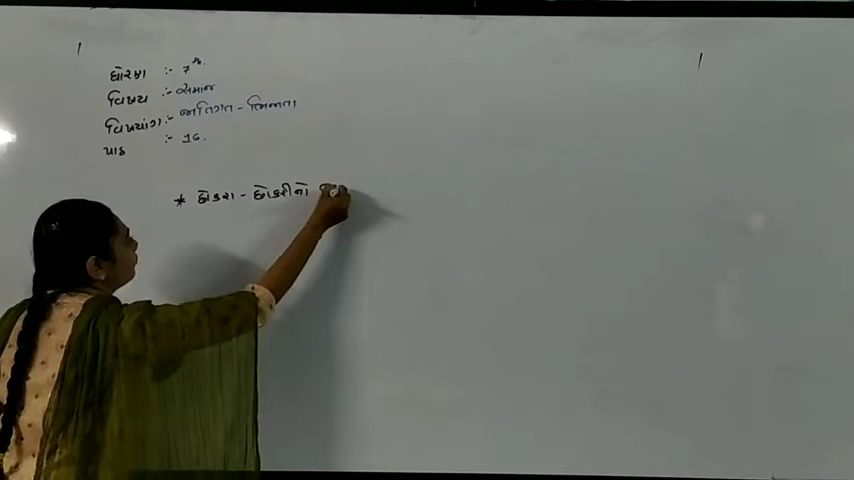 ધોરણ :- 7th.
વિષય :- સમાજ
વિષયાંગ :- જાતિગત - ભિન્નતા
પાઠ :- 16.
* છોકરા - છોકરીનો